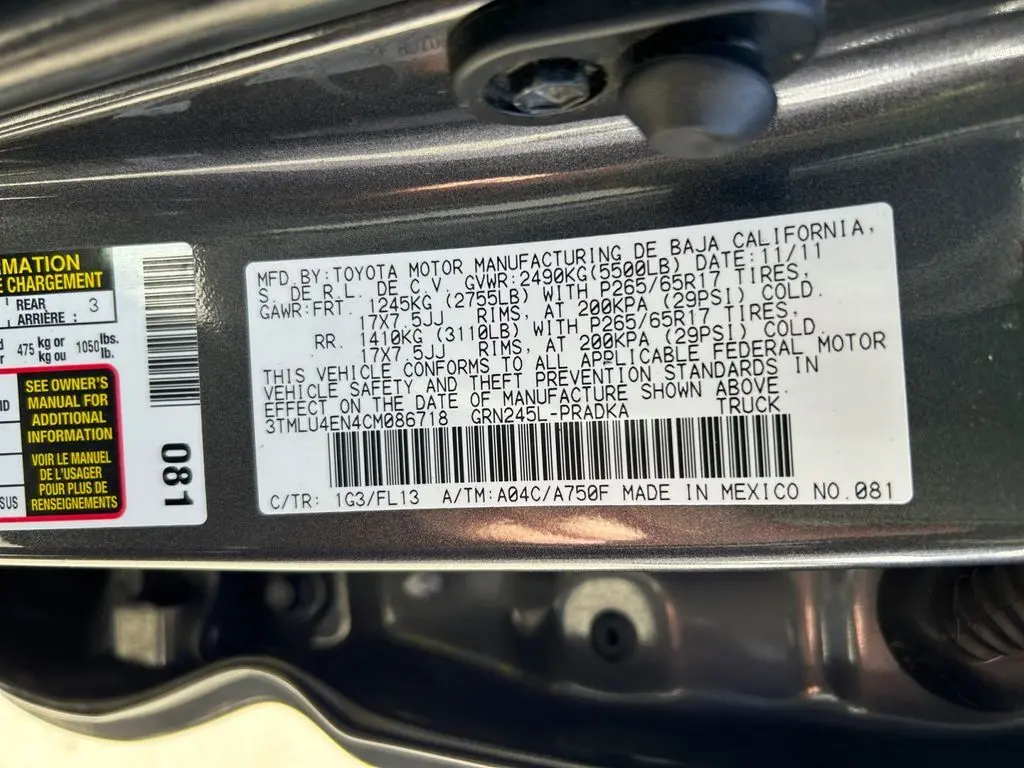 MATION
E CHARGEMENT
REAR
ARRIÈRE : 3
475 kg or 1050 lbs.
kg ou lb.
SEE OWNER'S
MANUAL FOR
ADDITIONAL
INFORMATION
VOIR LE MANUEL
DE L'USAGER
POUR PLUS DE
RENSEIGNEMENTS
081
MFD.BY:TOYOTA MOTOR MANUFACTURING DE BAJA CALIFORNIA,
S. DE R.L. DE C.V. GVWR:2490KG(5500LB) DATE:11/11
GAWR:FRT. 1245KG (2755LB) WITH P265/65R17 TIRES,
17X7.5JJ RIMS, AT 200KPA (29PSI) COLD.
RR. 1410KG (3110LB) WITH P265/65R17 TIRES,
17X7.5JJ RIMS, AT 200KPA (29PSI) COLD.
THIS VEHICLE CONFORMS TO ALL APPLICABLE FEDERAL MOTOR
VEHICLE SAFETY AND THEFT PREVENTION STANDARDS IN
EFFECT ON THE DATE OF MANUFACTURE SHOWN ABOVE.
3TMLU4EN4CM086718 GRN245L-PRADKA TRUCK
C/TR: 1G3/FL13 A/TM:A04C/A750F MADE IN MEXICO NO.081